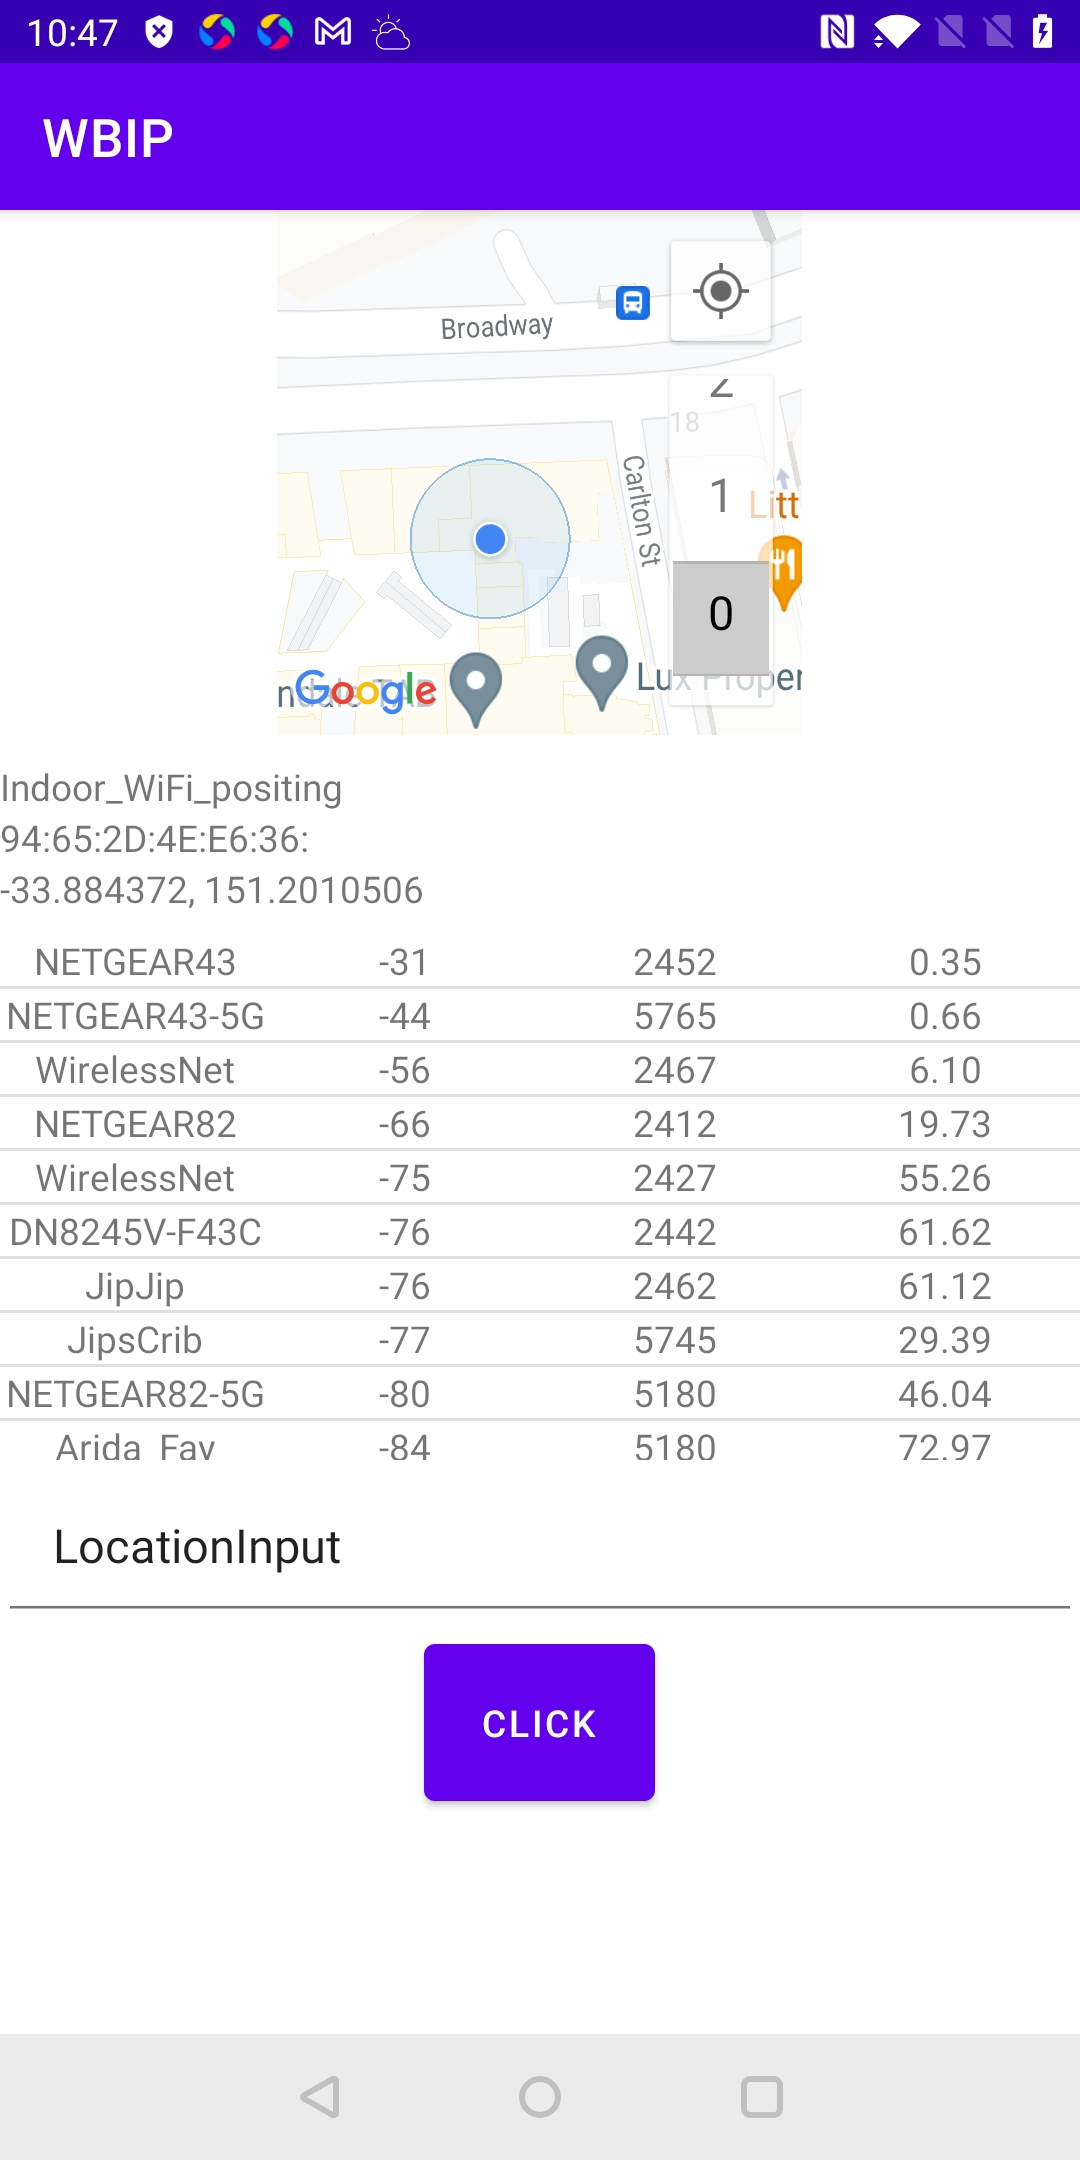 10:47
WBIP
Broadway
2
18
1
Litt
Carlton St
0
Lux Proper
Google
Indoor_WiFi_positing
94:65:2D:4E:E6:36:
-33.884372, 151.2010506
NETGEAR43 -31 2452 0.35
NETGEAR43-5G -44 5765 0.66
WirelessNet -56 2467 6.10
NETGEAR82 -66 2412 19.73
WirelessNet -75 2427 55.26
DN8245V-F43C -76 2442 61.62
JipJip -76 2462 61.12
JipsCrib -77 5745 29.39
NETGEAR82-5G -80 5180 46.04
Arida Fav -84 5180 72.97
LocationInput
CLICK